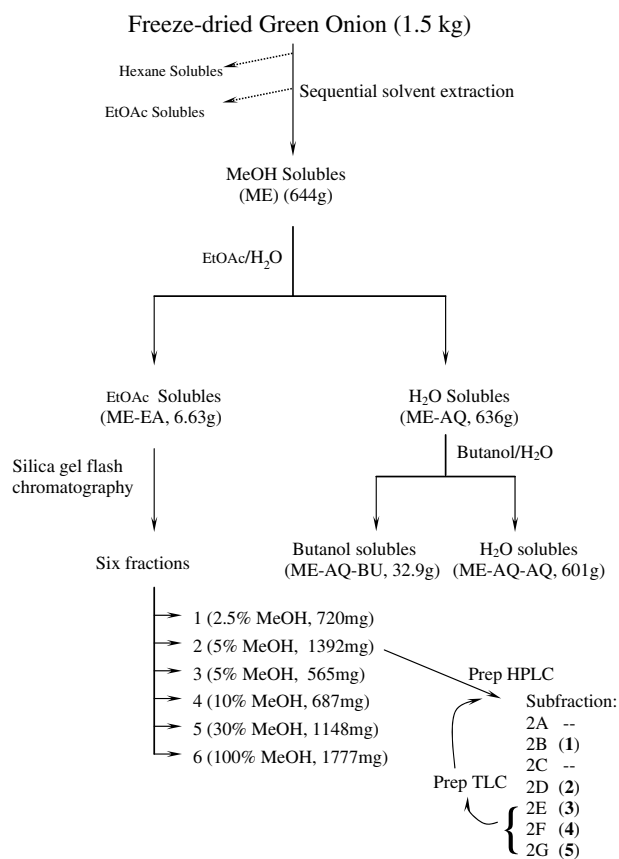 Freeze-dried Green Onion (1.5 kg)
Hexane Solubles
EtOAc Solubles
Sequential solvent extraction
MeOH Solubles
(ME) (644g)
EtOAc/H₂O
EtOAc Solubles
(ME-EA, 6.63g)
H₂O Solubles
(ME-AQ, 636g)
Silica gel flash
chromatography
Butanol/H₂O
Six fractions
Butanol solubles
(ME-AQ-BU, 32.9g)
H₂O solubles
(ME-AQ-AQ, 601g)
1 (2.5% MeOH, 720mg)
2 (5% MeOH, 1392mg)
3 (5% MeOH, 565mg)
4 (10% MeOH, 687mg)
5 (30% MeOH, 1148mg)
6 (100% MeOH, 1777mg)
Prep HPLC
Subfraction:
2A --
2B (1)
2C --
2D (2)
2E (3)
2F (4)
2G (5)
Prep TLC